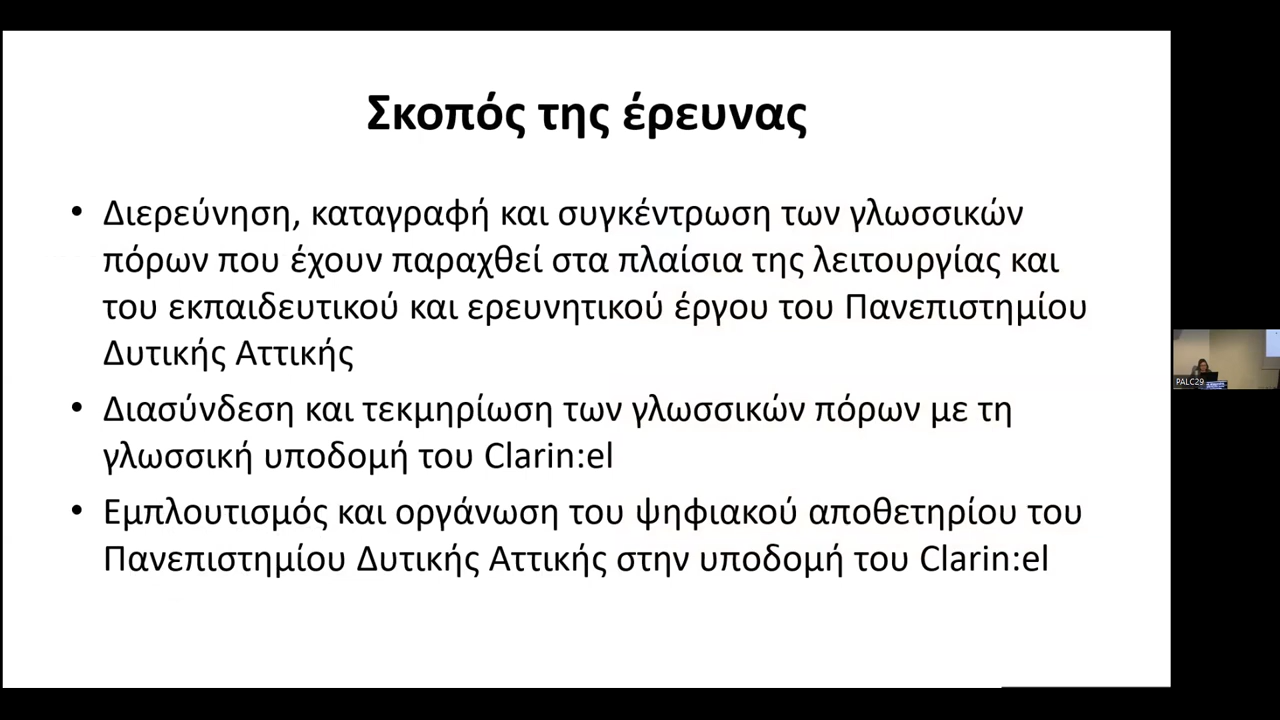 Σκοπός της έρευνας
• Διερεύνηση, καταγραφή και συγκέντρωση των γλωσσικών
πόρων που έχουν παραχθεί στα πλαίσια της λειτουργίας και
του εκπαιδευτικού και ερευνητικού έργου του Πανεπιστημίου
Δυτικής Αττικής
• Διασύνδεση και τεκμηρίωση των γλωσσικών πόρων με τη
γλωσσική υποδομή του Clarin:el
• Εμπλουτισμός και οργάνωση του ψηφιακού αποθετηρίου του
Πανεπιστημίου Δυτικής Αττικής στην υποδομή του Clarin:el
PALC29